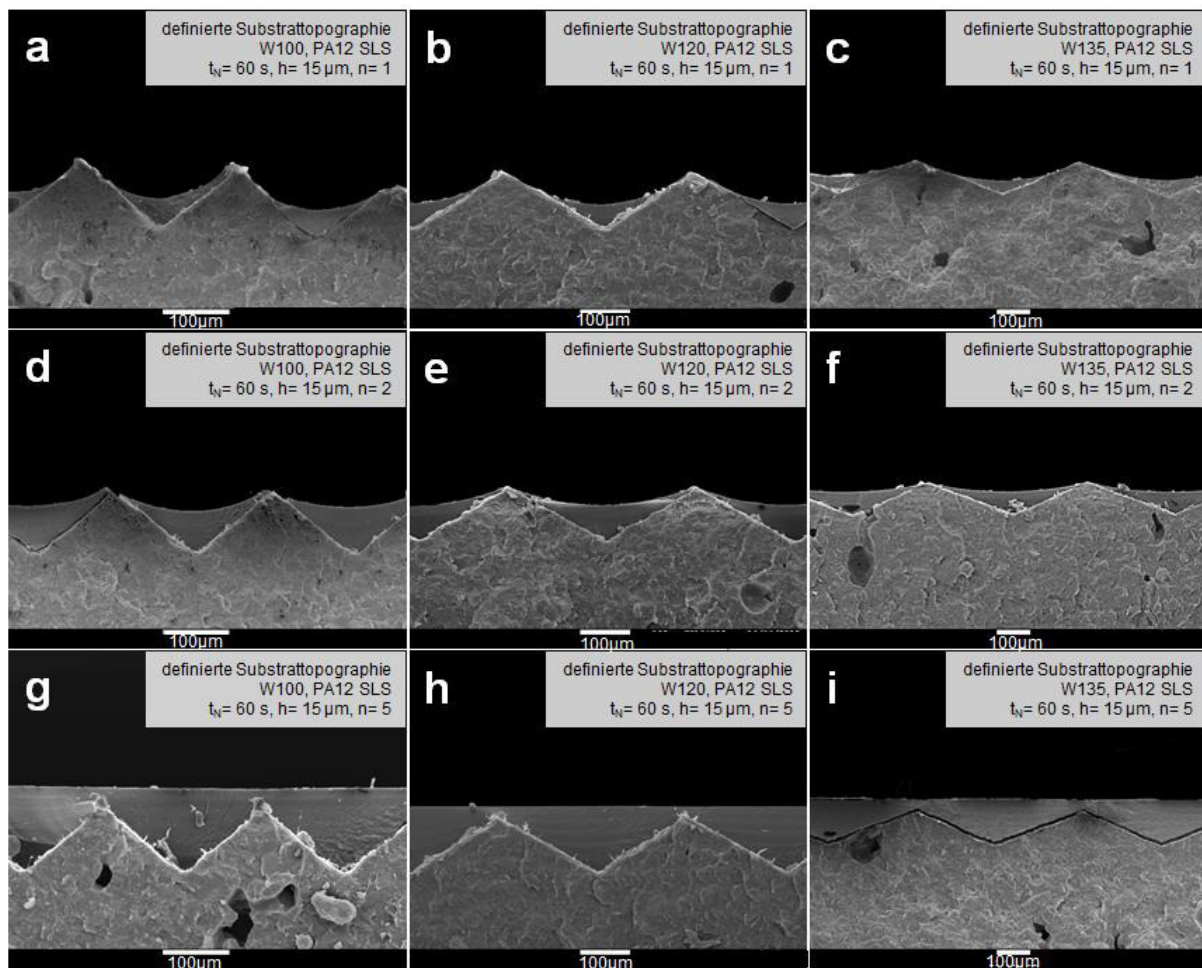 a
definierte Substrattopographie
W100, PA12 SLS
tN= 60 s, h= 15 µm, n= 1
100µm
b
definierte Substrattopographie
W120, PA12 SLS
tN= 60 s, h= 15 µm, n= 1
100µm
c
definierte Substrattopographie
W135, PA12 SLS
tN= 60 s, h= 15 µm, n= 1
100µm
d
definierte Substrattopographie
W100, PA12 SLS
tN= 60 s, h= 15 µm, n= 2
100µm
e
definierte Substrattopographie
W120, PA12 SLS
tN= 60 s, h= 15 µm, n= 2
100µm
f
definierte Substrattopographie
W135, PA12 SLS
tN= 60 s, h= 15 µm, n= 2
100µm
g
definierte Substrattopographie
W100, PA12 SLS
tN= 60 s, h= 15 µm, n= 5
100µm
h
definierte Substrattopographie
W120, PA12 SLS
tN= 60 s, h= 15 µm, n= 5
100µm
i
definierte Substrattopographie
W135, PA12 SLS
tN= 60 s, h= 15 µm, n= 5
100µm